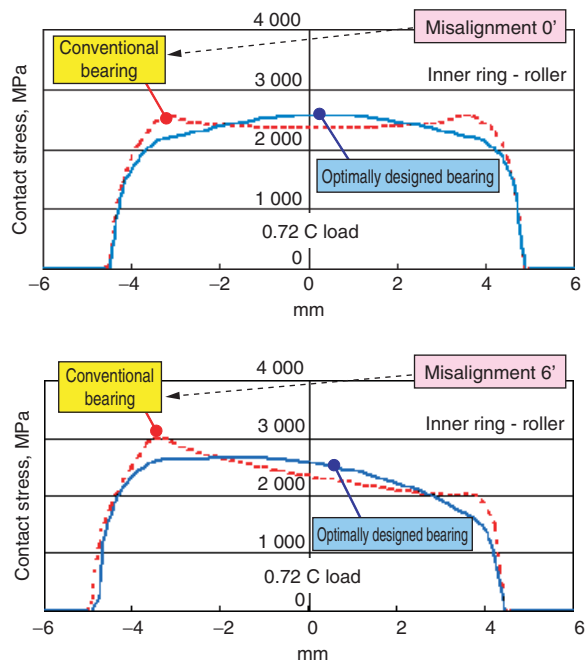 4 000
Conventional
bearing
Misalignment 0'
3 000
Inner ring - roller
Contact stress, MPa
2 000
Optimally designed bearing
1 000
0.72 C load
0
−6 −4 −2 0 2 4 6
mm
4 000
Conventional
bearing
Misalignment 6'
3 000
Inner ring - roller
Contact stress, MPa
2 000
Optimally designed bearing
1 000
0.72 C load
0
−6 −4 −2 0 2 4 6
mm